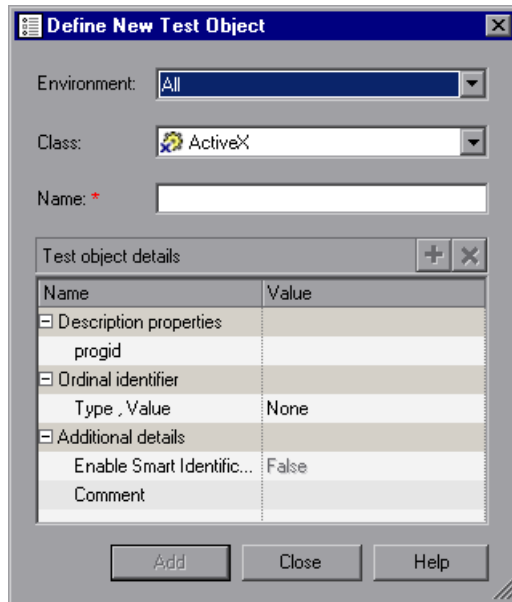 Define New Test Object
Environment: All
Class: ActiveX
Name: *
Test object details
Name Value
Description properties
progid
Ordinal identifier
Type , Value None
Additional details
Enable Smart Identific... False
Comment
Add Close Help